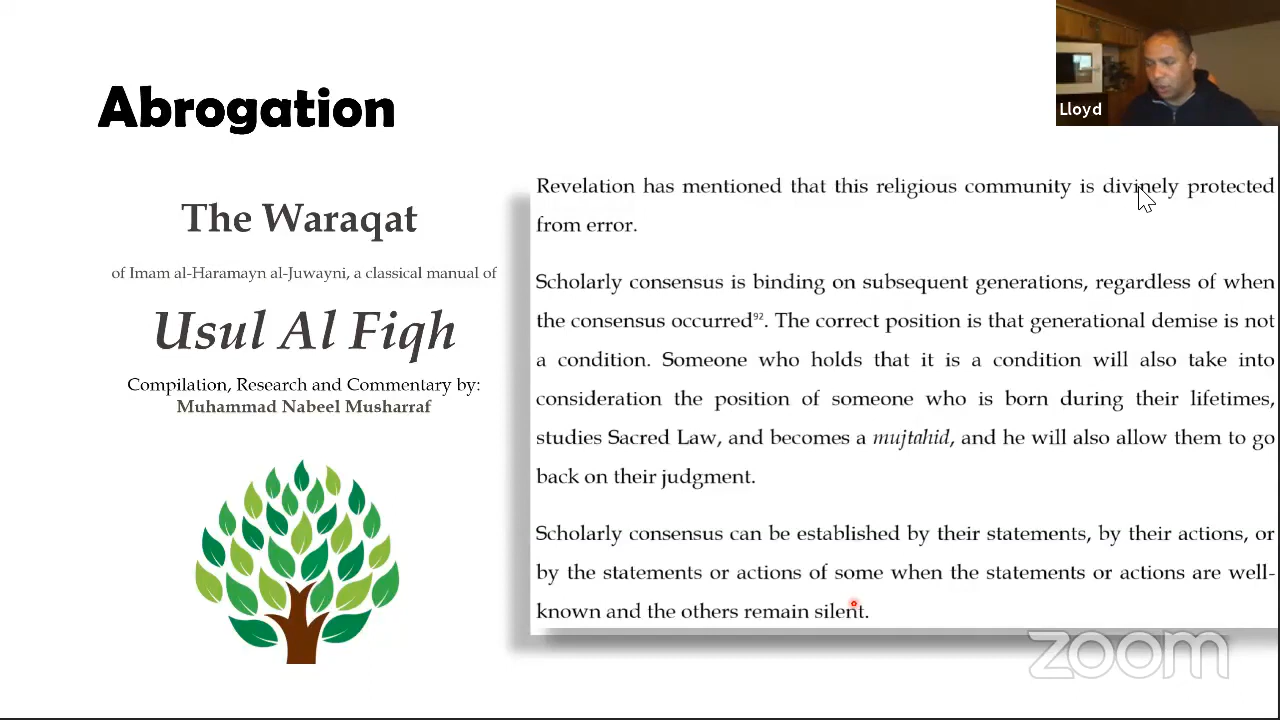 Abrogation
Lloyd
The Waraqat
of Imam al-Haramayn al-Juwayni, a classical manual of
Usul Al Fiqh
Compilation, Research and Commentary by:
Muhammad Nabeel Musharraf
Revelation has mentioned that this religious community is divinely protected
from error.
Scholarly consensus is binding on subsequent generations, regardless of when
the consensus occurred⁹². The correct position is that generational demise is not
a condition. Someone who holds that it is a condition will also take into
consideration the position of someone who is born during their lifetimes,
studies Sacred Law, and becomes a mujtahid, and he will also allow them to go
back on their judgment.
Scholarly consensus can be established by their statements, by their actions, or
by the statements or actions of some when the statements or actions are well-
known and the others remain silent.
zoom